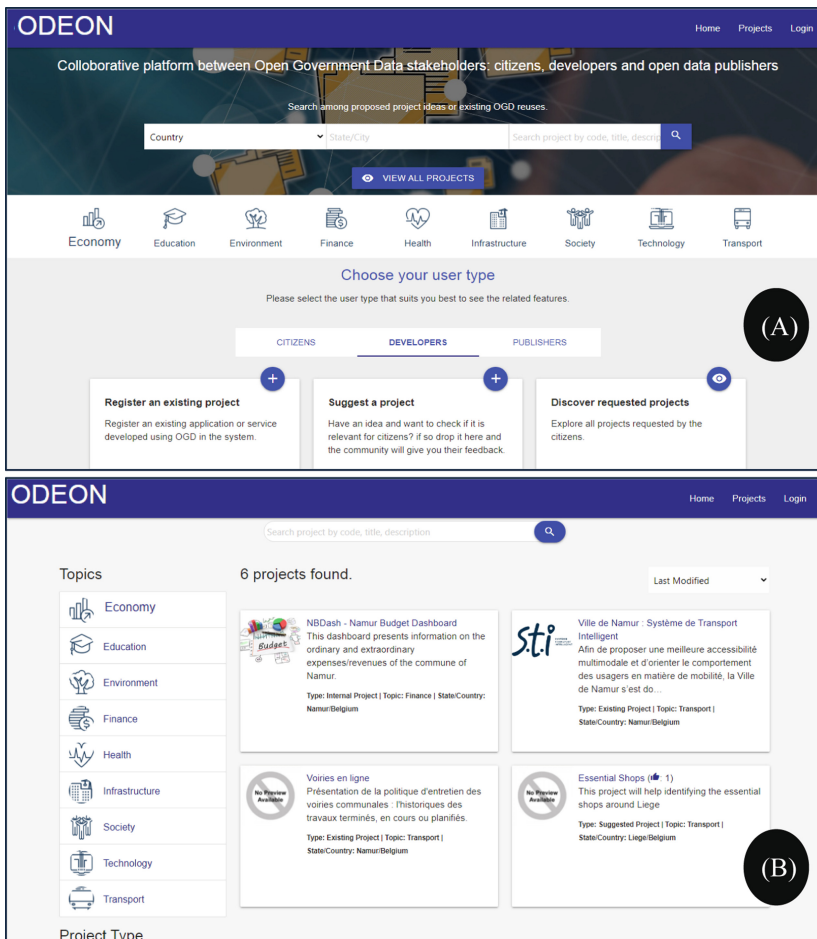 ODEON
Home Projects Login
Colloborative platform between Open Government Data stakeholders: citizens, developers and open data publishers
Search among proposed project ideas or existing OGD reuses.
Country State/City Search project by code, title, descrip
VIEW ALL PROJECTS
Economy Education Environment Finance Health Infrastructure Society Technology Transport
Choose your user type
Please select the user type that suits you best to see the related features.
CITIZENS DEVELOPERS PUBLISHERS
(A)
Register an existing project
Register an existing application or service
developed using OGD in the system.
Suggest a project
Have an idea and want to check if it is
relevant for citizens? if so drop it here and
the community will give you their feedback.
Discover requested projects
Explore all projects requested by the
citizens.
ODEON
Home Projects Login
Search project by code, title, description
Topics
Economy
Education
Environment
Finance
Health
Infrastructure
Society
Technology
Transport
Project Type
6 projects found.
Last Modified
Budget
NBDash - Namur Budget Dashboard
This dashboard presents information on the
ordinary and extraordinary
expenses/revenues of the commune of
Namur.
Type: Internal Project | Topic: Finance | State/Country:
Namur/Belgium
S.t.i
Ville de Namur : Système de Transport
Intelligent
Afin de proposer une meilleure accessibilité
multimodale et d'orienter le comportement
des usagers en matière de mobilité, la Ville
de Namur s'est do...
Type: Existing Project | Topic: Transport |
State/Country: Namur/Belgium
No Preview
Available
Voiries en ligne
Présentation de la politique d'entretien des
voiries communales : l'historiques des
travaux terminés, en cours ou planifiés.
Type: Existing Project | Topic: Transport |
State/Country: Namur/Belgium
No Preview
Available
Essential Shops (: 1)
This project will help identifying the essential
shops around Liege
Type: Suggested Project | Topic: Transport |
State/Country: Liege/Belgium
(B)